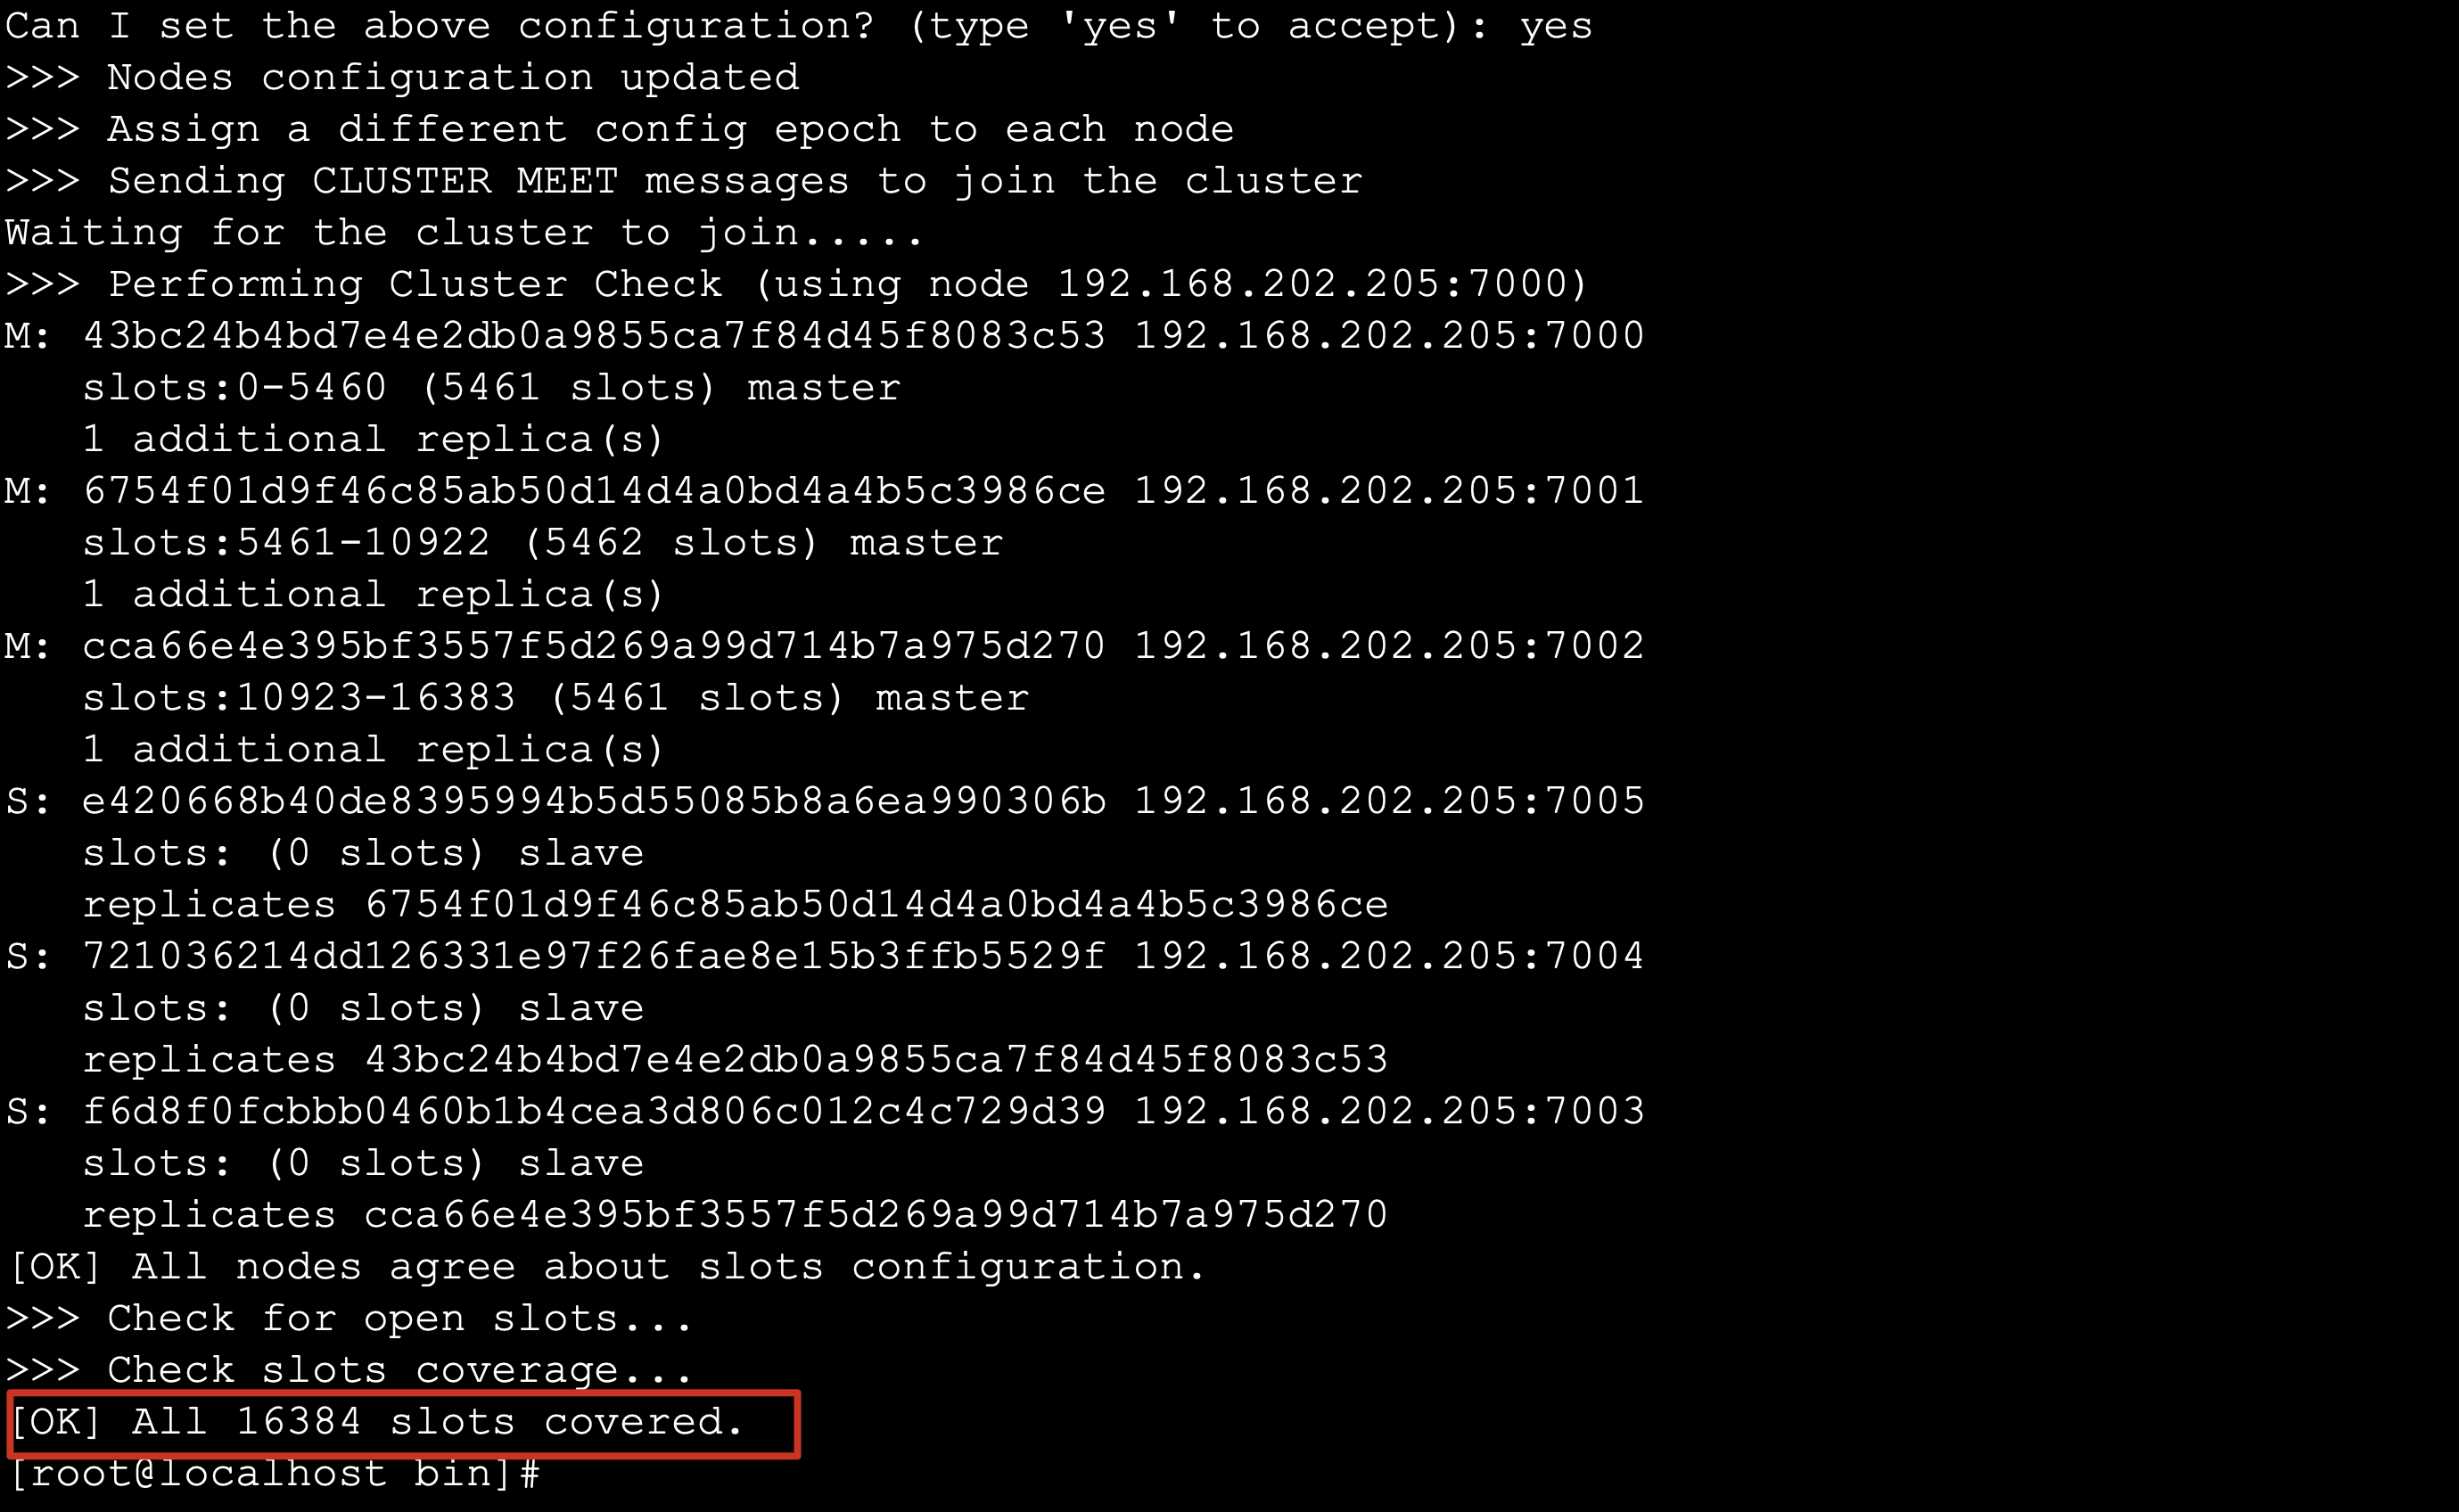 Can I set the above configuration? (type 'yes' to accept): yes
>>> Nodes configuration updated
>>> Assign a different config epoch to each node
>>> Sending CLUSTER MEET messages to join the cluster
Waiting for the cluster to join.....
>>> Performing Cluster Check (using node 192.168.202.205:7000)
M: 43bc24b4bd7e4e2db0a9855ca7f84d45f8083c53 192.168.202.205:7000
   slots:0-5460 (5461 slots) master
   1 additional replica(s)
M: 6754f01d9f46c85ab50d14d4a0bd4a4b5c3986ce 192.168.202.205:7001
   slots:5461-10922 (5462 slots) master
   1 additional replica(s)
M: cca66e4e395bf3557f5d269a99d714b7a975d270 192.168.202.205:7002
   slots:10923-16383 (5461 slots) master
   1 additional replica(s)
S: e420668b40de8395994b5d55085b8a6ea990306b 192.168.202.205:7005
   slots: (0 slots) slave
   replicates 6754f01d9f46c85ab50d14d4a0bd4a4b5c3986ce
S: 721036214dd126331e97f26fae8e15b3ffb5529f 192.168.202.205:7004
   slots: (0 slots) slave
   replicates 43bc24b4bd7e4e2db0a9855ca7f84d45f8083c53
S: f6d8f0fcbbb0460b1b4cea3d806c012c4c729d39 192.168.202.205:7003
   slots: (0 slots) slave
   replicates cca66e4e395bf3557f5d269a99d714b7a975d270
[OK] All nodes agree about slots configuration.
>>> Check for open slots...
>>> Check slots coverage...
[OK] All 16384 slots covered.
[root@localhost bin]#